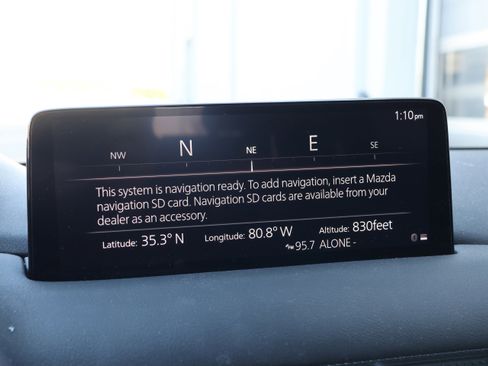 1:10pm
NW N NE E SE
This system is navigation ready. To add navigation, insert a Mazda
navigation SD card. Navigation SD cards are available from your
dealer as an accessory.
Latitude: 35.3° N Longitude: 80.8° W Altitude: 830feet
95.7 ALONE -